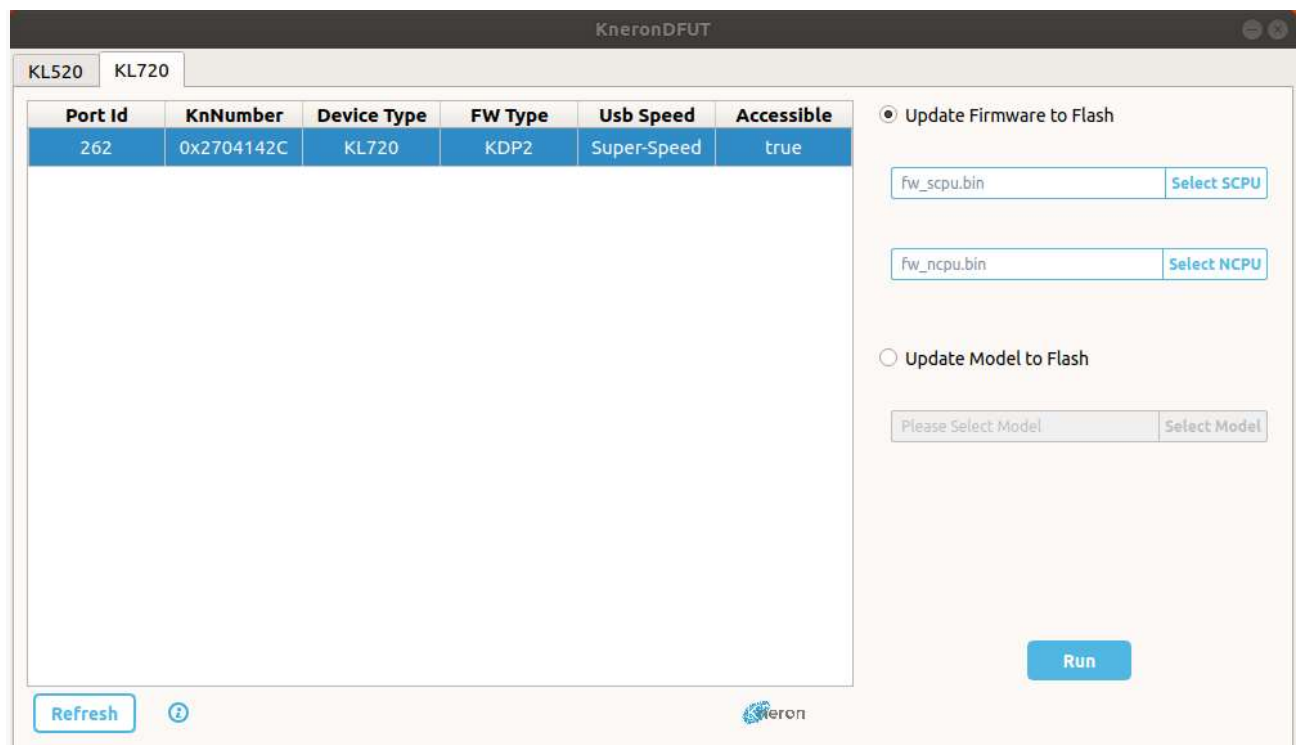 KneronDFUT
KL520 KL720
Port Id KnNumber Device Type FW Type Usb Speed Accessible
262 0x2704142C KL720 KDP2 Super-Speed true
Update Firmware to Flash
fw_scpu.bin Select SCPU
fw_ncpu.bin Select NCPU
Update Model to Flash
Please Select Model Select Model
Run
Refresh i
Kneron